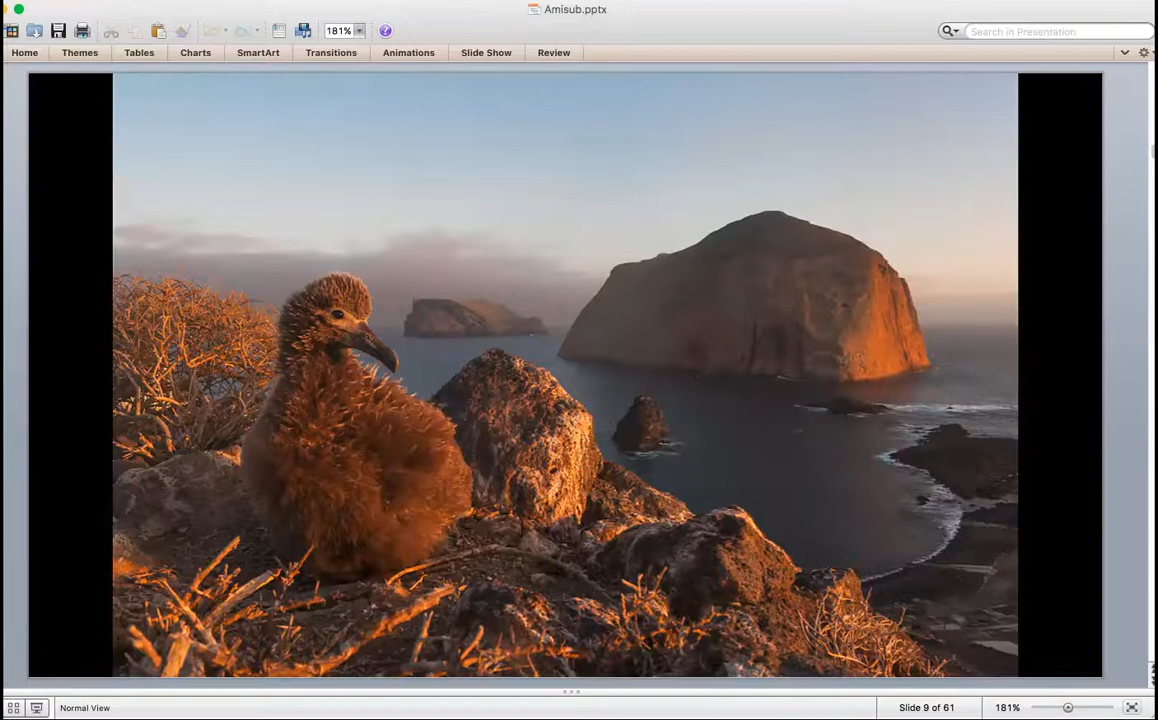 Amisub.pptx
181%
Search in Presentation
Home Themes Tables Charts SmartArt Transitions Animations Slide Show Review
Normal View
Slide 9 of 61
181%